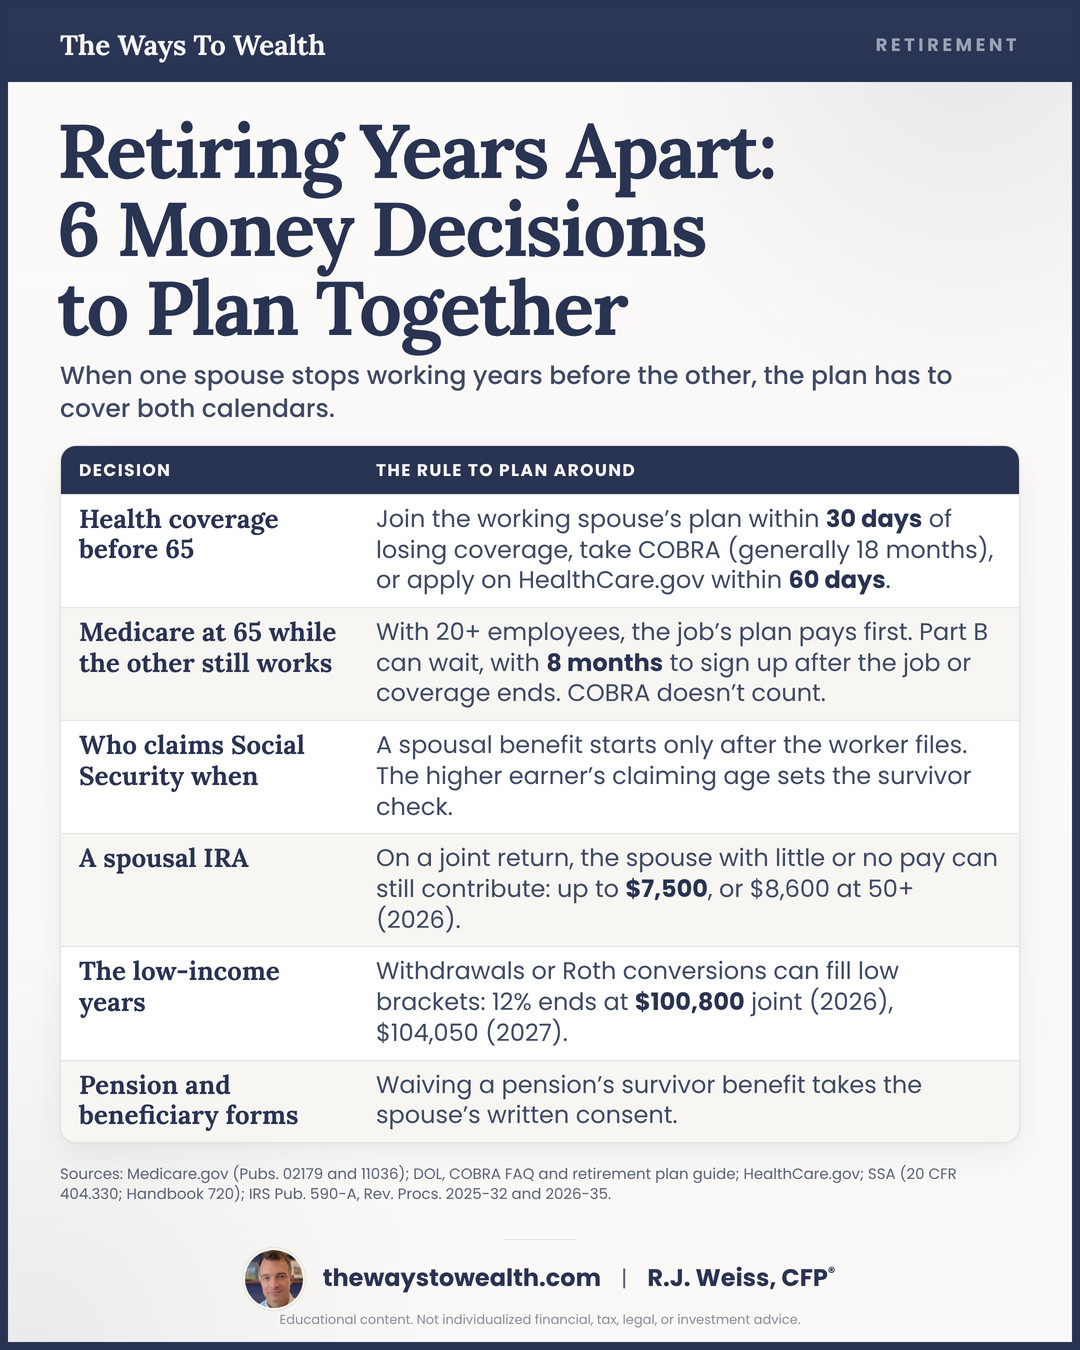 The Ways To Wealth
RETIREMENT
Retiring Years Apart:
6 Money Decisions
to Plan Together
When one spouse stops working years before the other, the plan has to
cover both calendars.
DECISION
THE RULE TO PLAN AROUND
Health coverage
before 65
Join the working spouse’s plan within 30 days of
losing coverage, take COBRA (generally 18 months),
or apply on HealthCare.gov within 60 days.
Medicare at 65 while
the other still works
With 20+ employees, the job’s plan pays first. Part B
can wait, with 8 months to sign up after the job or
coverage ends. COBRA doesn’t count.
Who claims Social
Security when
A spousal benefit starts only after the worker files.
The higher earner’s claiming age sets the survivor
check.
A spousal IRA
On a joint return, the spouse with little or no pay can
still contribute: up to $7,500, or $8,600 at 50+
(2026).
The low-income
years
Withdrawals or Roth conversions can fill low
brackets: 12% ends at $100,800 joint (2026),
$104,050 (2027).
Pension and
beneficiary forms
Waiving a pension’s survivor benefit takes the
spouse’s written consent.
Sources: Medicare.gov (Pubs. 02179 and 11036); DOL, COBRA FAQ and retirement plan guide; HealthCare.gov; SSA (20 CFR
404.330; Handbook 720); IRS Pub. 590-A, Rev. Procs. 2025-32 and 2026-35.
thewaystowealth.com | R.J. Weiss, CFP®
Educational content. Not individualized financial, tax, legal, or investment advice.